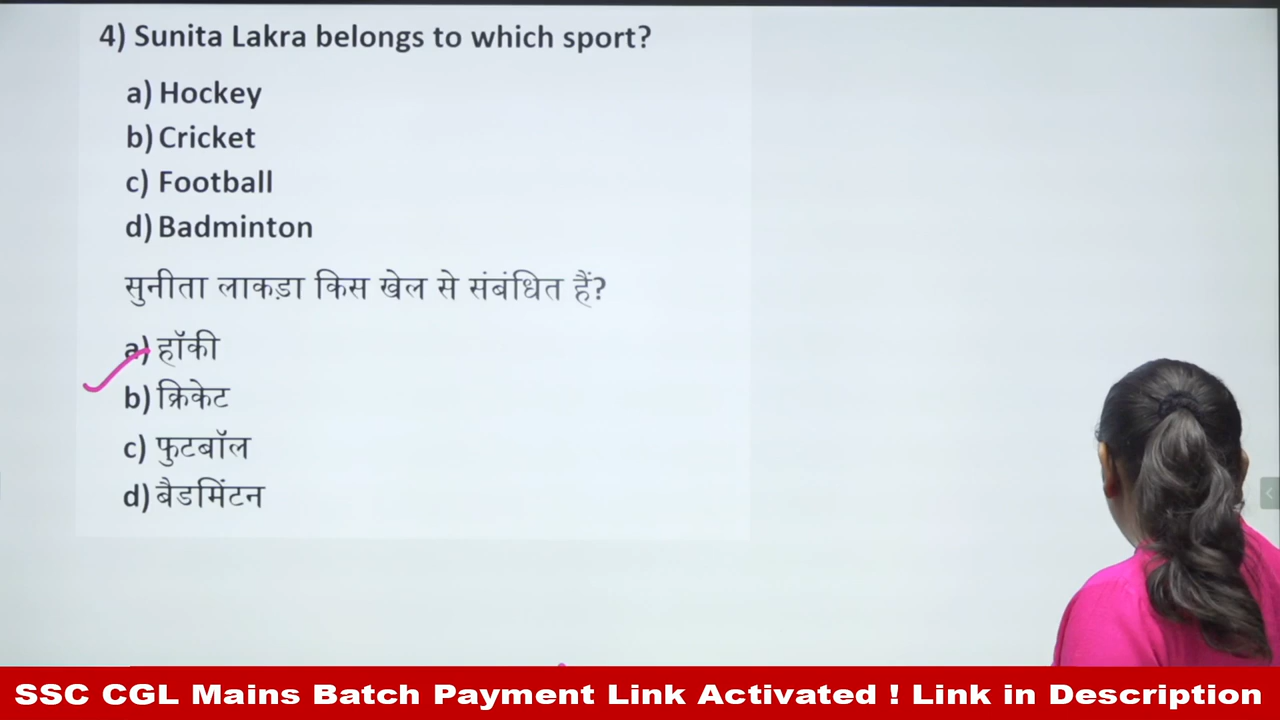 4) Sunita Lakra belongs to which sport?
a) Hockey
b) Cricket
c) Football
d) Badminton
सुनीता लाकड़ा किस खेल से संबंधित हैं?
a) हॉकी
b) क्रिकेट
c) फुटबॉल
d) बैडमिंटन
SSC CGL Mains Batch Payment Link Activated ! Link in Description